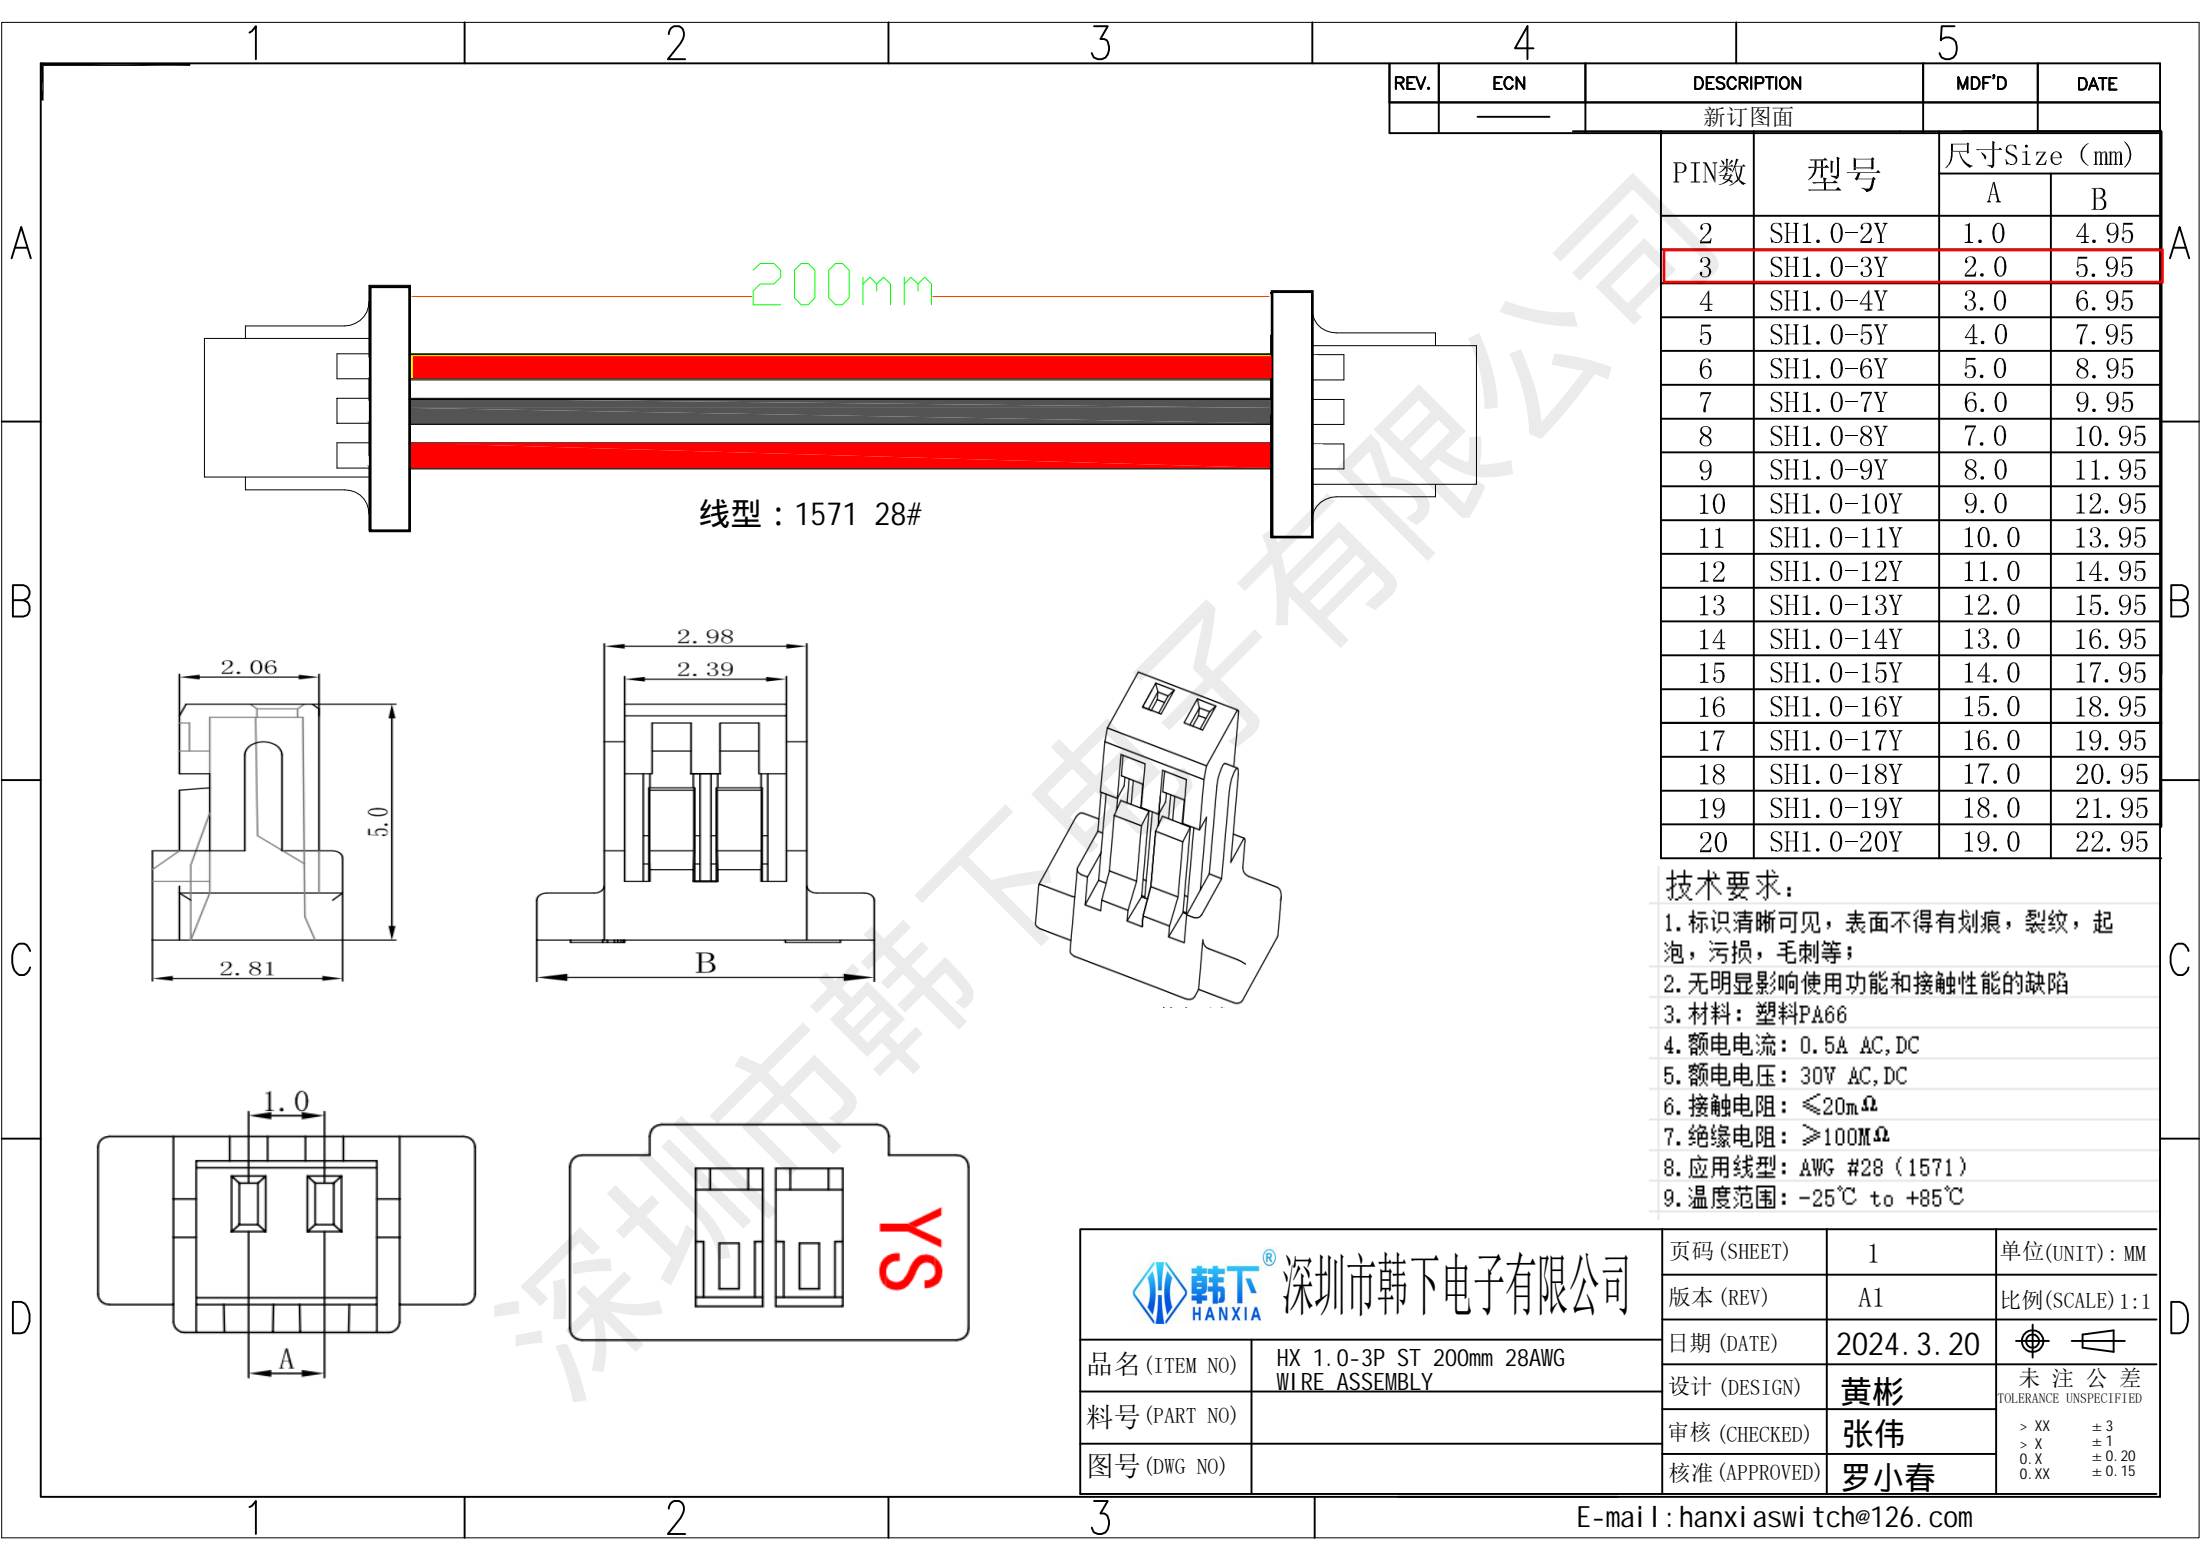 1 2 3 4 5
REV. ECN DESCRIPTION MDF'D DATE
新订图面
PIN数 型号 尺寸Size（mm）
A B
2 SH1.0-2Y 1.0 4.95
3 SH1.0-3Y 2.0 5.95
4 SH1.0-4Y 3.0 6.95
5 SH1.0-5Y 4.0 7.95
6 SH1.0-6Y 5.0 8.95
7 SH1.0-7Y 6.0 9.95
8 SH1.0-8Y 7.0 10.95
9 SH1.0-9Y 8.0 11.95
10 SH1.0-10Y 9.0 12.95
11 SH1.0-11Y 10.0 13.95
12 SH1.0-12Y 11.0 14.95
13 SH1.0-13Y 12.0 15.95
14 SH1.0-14Y 13.0 16.95
15 SH1.0-15Y 14.0 17.95
16 SH1.0-16Y 15.0 18.95
17 SH1.0-17Y 16.0 19.95
18 SH1.0-18Y 17.0 20.95
19 SH1.0-19Y 18.0 21.95
20 SH1.0-20Y 19.0 22.95
A A
B B
C C
D D
200mm
线型：1571 28#
2.06
5.0
2.81
2.98
2.39
B
1.0
A
YS
深圳市韩下电子有限公司
技术要求：
1.标识清晰可见，表面不得有划痕，裂纹，起
泡，污损，毛刺等；
2.无明显影响使用功能和接触性能的缺陷
3.材料：塑料PA66
4.额电电流：0.5A AC,DC
5.额电电压：30V AC,DC
6.接触电阻：≤20mΩ
7.绝缘电阻：≥100MΩ
8.应用线型：AWG #28（1571）
9.温度范围：-25℃ to +85℃
韩下® HANXIA 深圳市韩下电子有限公司
品名(ITEM NO) HX 1.0-3P ST 200mm 28AWG
WIRE ASSEMBLY
料号(PART NO)
图号(DWG NO)
页码(SHEET) 1 单位(UNIT): MM
版本(REV) A1 比例(SCALE)1:1
日期(DATE) 2024.3.20
设计(DESIGN) 黄彬
审核(CHECKED) 张伟
核准(APPROVED) 罗小春
未注公差
TOLERANCE UNSPECIFIED
> XX ±3
> X ±1
0.X ±0.20
0.XX ±0.15
1 2 3
E-mail:hanxiaswitch@126.com